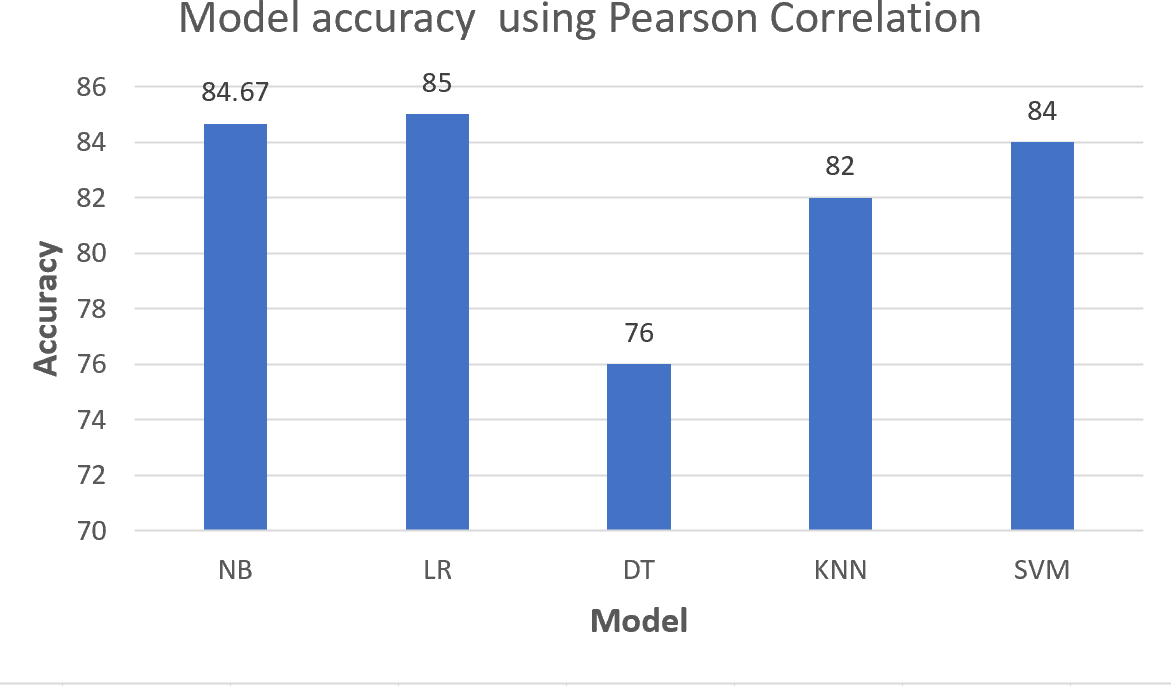 Model accuracy  using Pearson Correlation
86
84
82
80
78
76
74
72
70
Accuracy
84.67
85
76
82
84
NB
LR
DT
KNN
SVM
Model